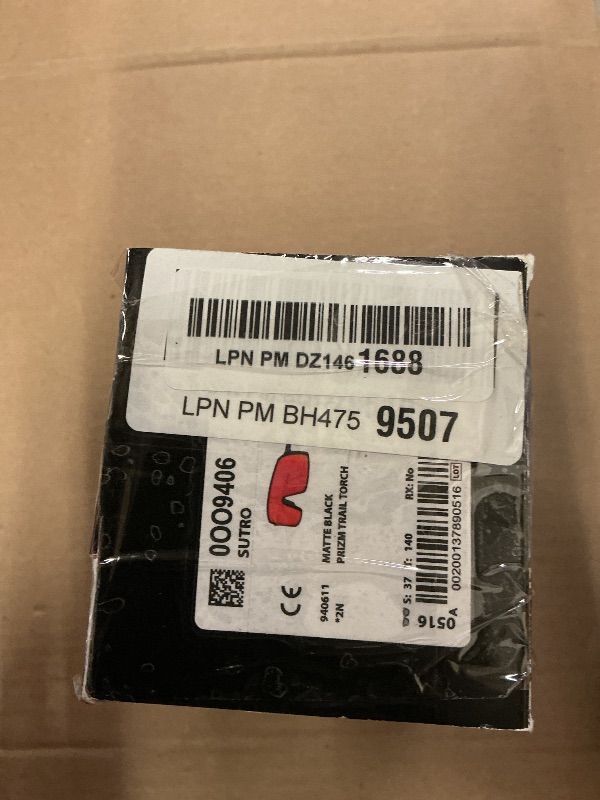 LPN PM DZ146 1688
LPN PM BH475 9507
0OO9406
SUTRO
MATTE BLACK
PRIZM TRAIL TORCH
CE
940611
*2N
S: 37 : 140 RX: No
0516
A 00200137890516 LOT